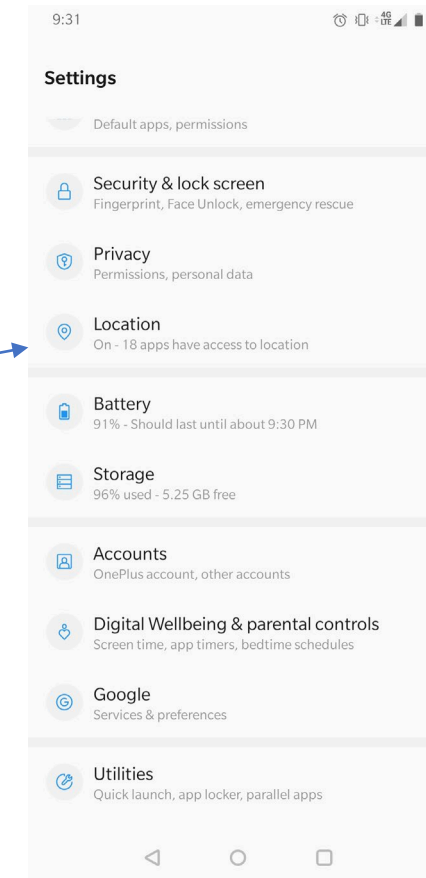 9:31
4G
LTE
Settings
Default apps, permissions
Security & lock screen
Fingerprint, Face Unlock, emergency rescue
Privacy
Permissions, personal data
Location
On - 18 apps have access to location
Battery
91% - Should last until about 9:30 PM
Storage
96% used - 5.25 GB free
Accounts
OnePlus account, other accounts
Digital Wellbeing & parental controls
Screen time, app timers, bedtime schedules
Google
Services & preferences
Utilities
Quick launch, app locker, parallel apps